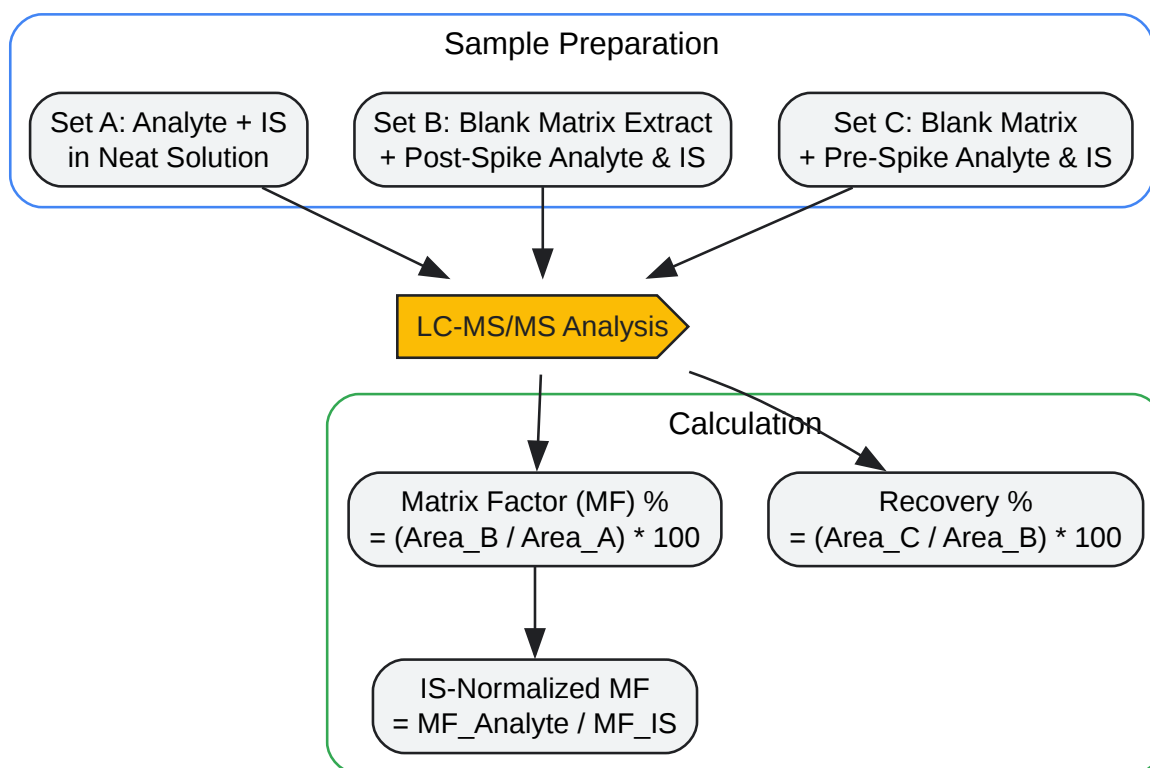 Sample Preparation
Set A: Analyte + IS
in Neat Solution
Set B: Blank Matrix Extract
+ Post-Spike Analyte & IS
Set C: Blank Matrix
+ Pre-Spike Analyte & IS
LC-MS/MS Analysis
Calculation
Matrix Factor (MF) %
= (Area_B / Area_A) * 100
Recovery %
= (Area_C / Area_B) * 100
IS-Normalized MF
= MF_Analyte / MF_IS